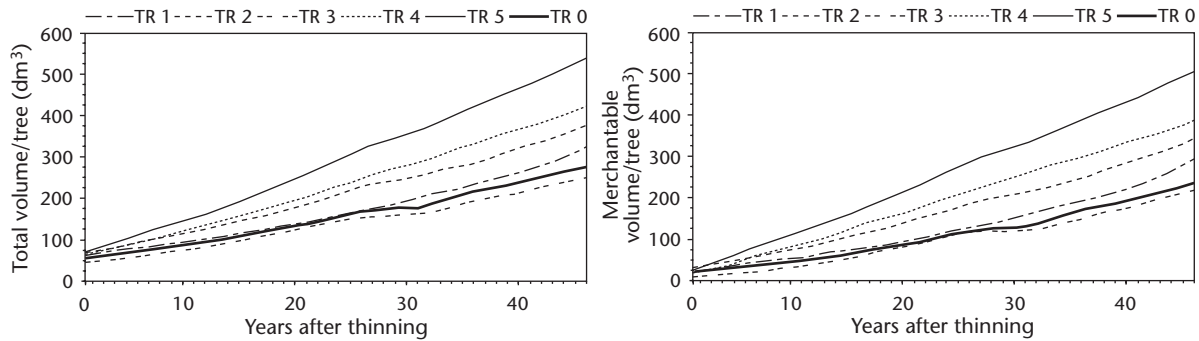 TR 1 TR 2 TR 3 TR 4 TR 5 TR 0
600
500
400
300
200
100
0
Total volume/tree (dm³)
0 10 20 30 40
Years after thinning
TR 1 TR 2 TR 3 TR 4 TR 5 TR 0
600
500
400
300
200
100
0
Merchantable
volume/tree (dm³)
0 10 20 30 40
Years after thinning